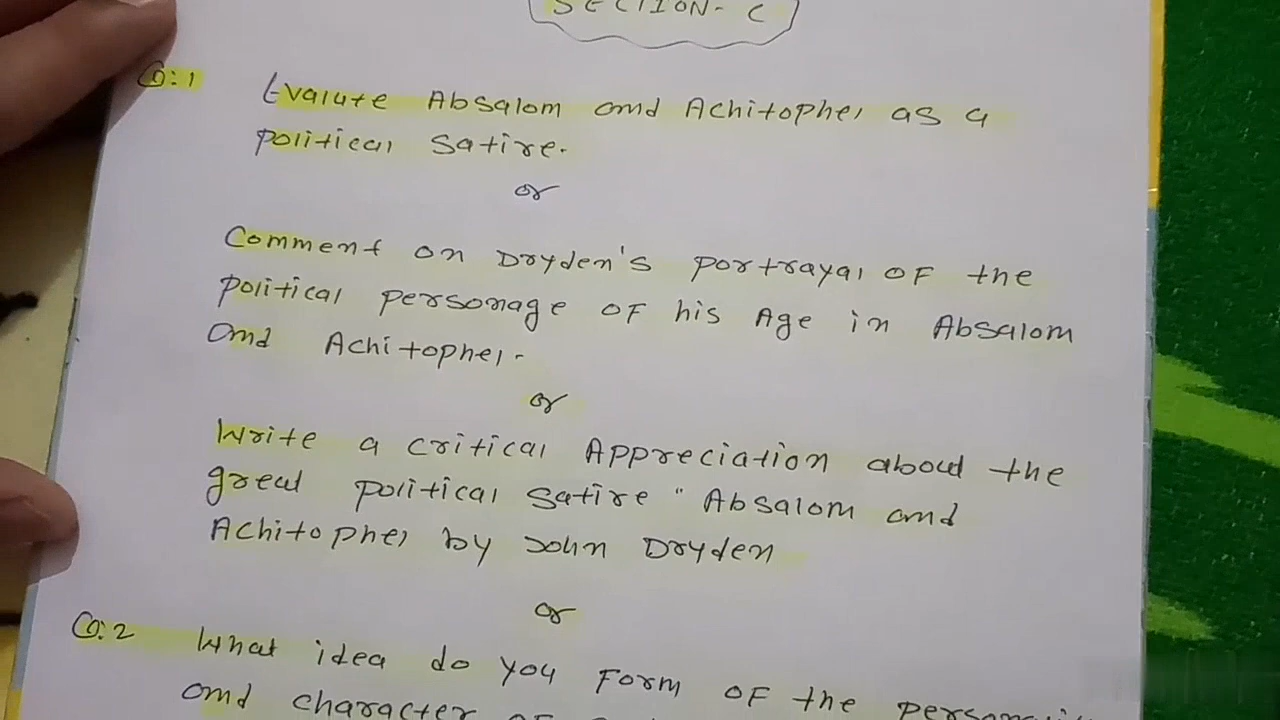 SECTION- C
Q:1 Evaluate Absalom and Achitophel as a
political satire.
or
Comment on Dryden's portrayal OF the
political personage OF his Age in Absalom
and Achitophel.
or
Write a critical Appreciation about the
great political satire " Absalom and
Achitophel by John Dryden
or
Q:2 What idea do you Form OF the
and character OF